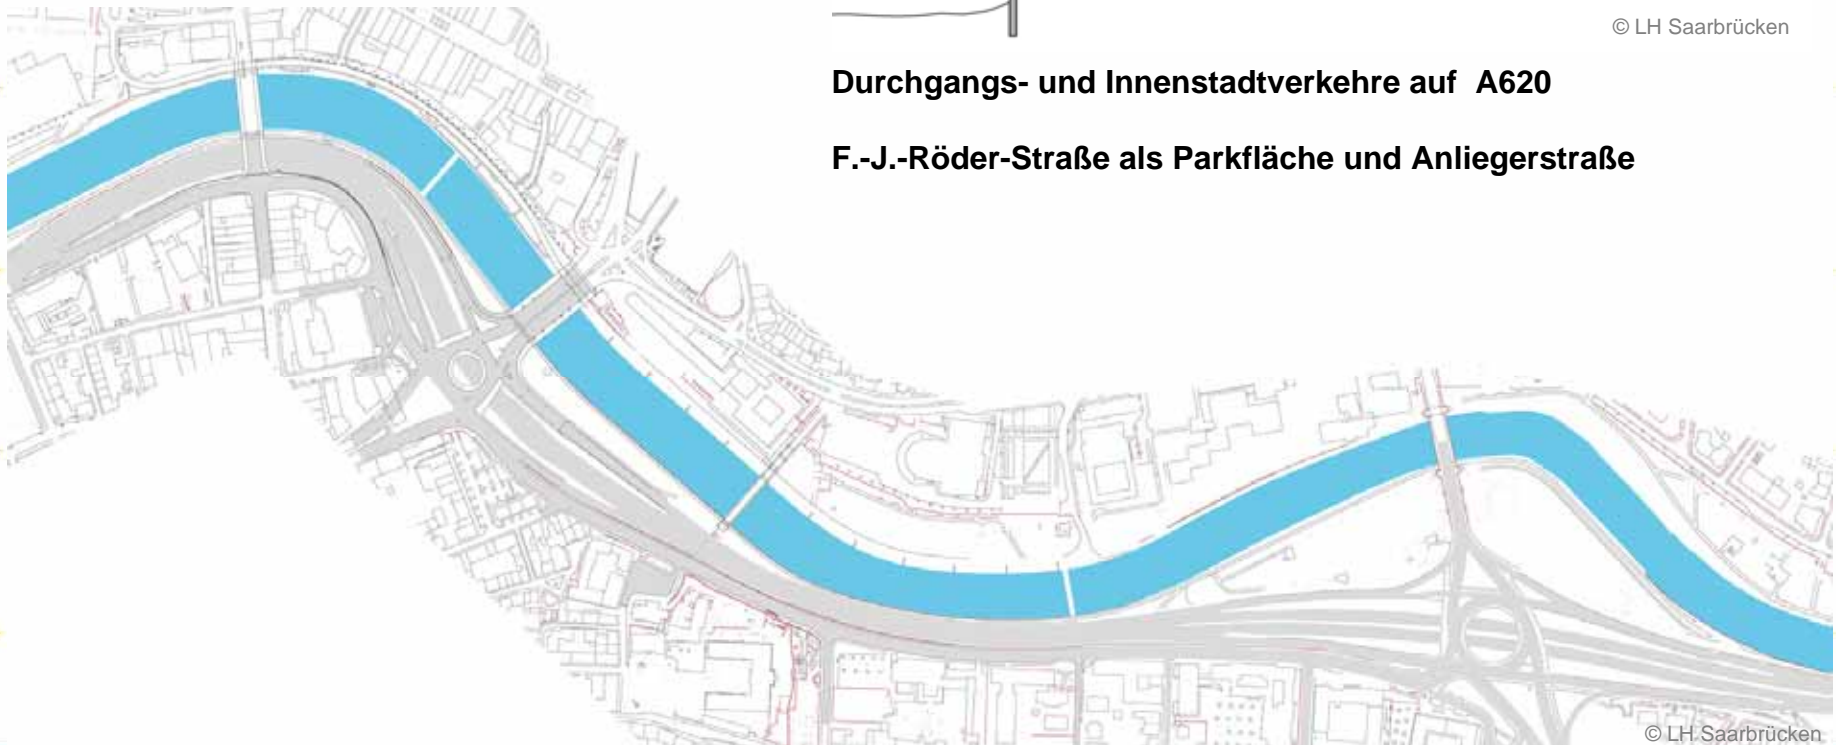 © LH Saarbrücken
Durchgangs- und Innenstadtverkehre auf A620
F.-J.-Röder-Straße als Parkfläche und Anliegerstraße
© LH Saarbrücken